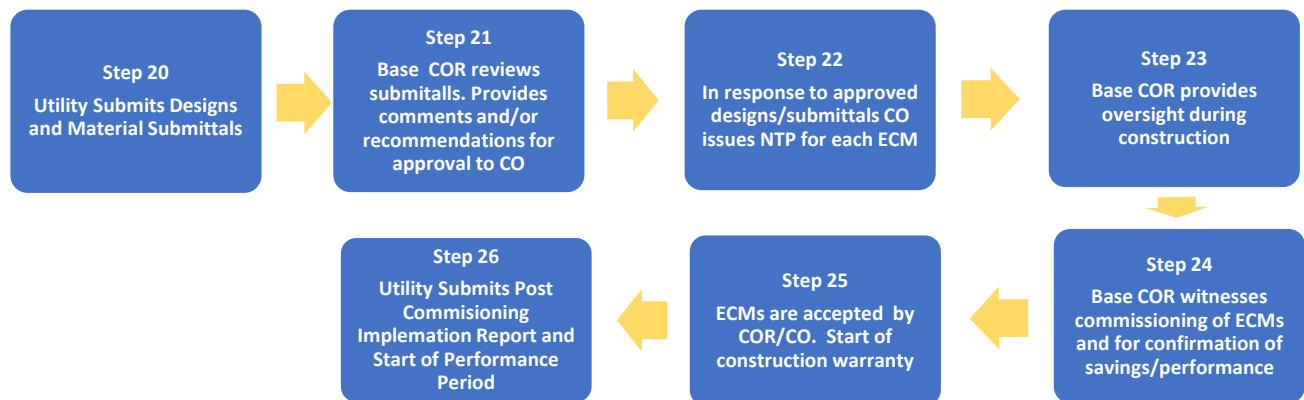 Step 20
Utility Submits Designs
and Material Submittals
Step 21
Base COR reviews
submitalls. Provides
comments and/or
recommendations for
approval to CO
Step 22
In response to approved
designs/submittals CO
issues NTP for each ECM
Step 23
Base COR provides
oversight during
construction
Step 24
Base COR witnesses
commissioning of ECMs
and for confirmation of
savings/performance
Step 25
ECMs are accepted by
COR/CO. Start of
construction warranty
Step 26
Utility Submits Post
Commisioning
Implemation Report and
Start of Performance
Period